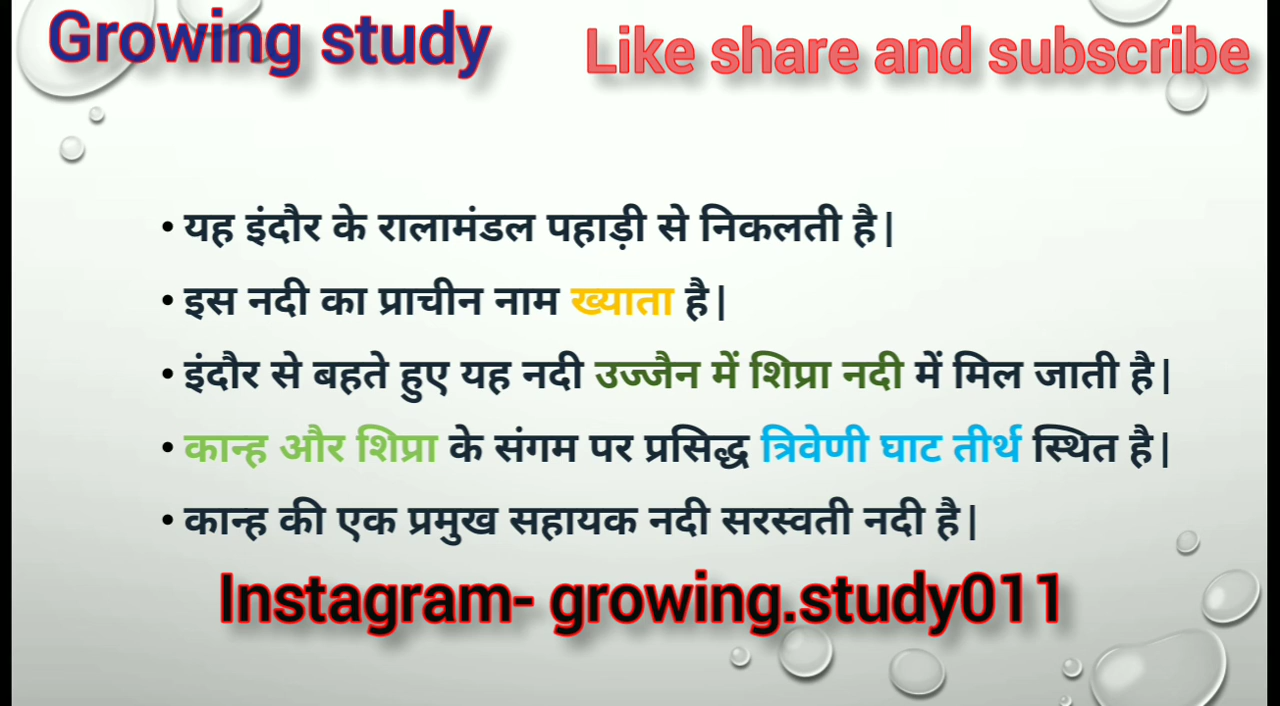 Growing study
Like share and subscribe
• यह इंदौर के रालामंडल पहाड़ी से निकलती है|
• इस नदी का प्राचीन नाम ख्याता है|
• इंदौर से बहते हुए यह नदी उज्जैन में शिप्रा नदी में मिल जाती है|
• कान्ह और शिप्रा के संगम पर प्रसिद्ध त्रिवेणी घाट तीर्थ स्थित है|
• कान्ह की एक प्रमुख सहायक नदी सरस्वती नदी है|
Instagram- growing.study011